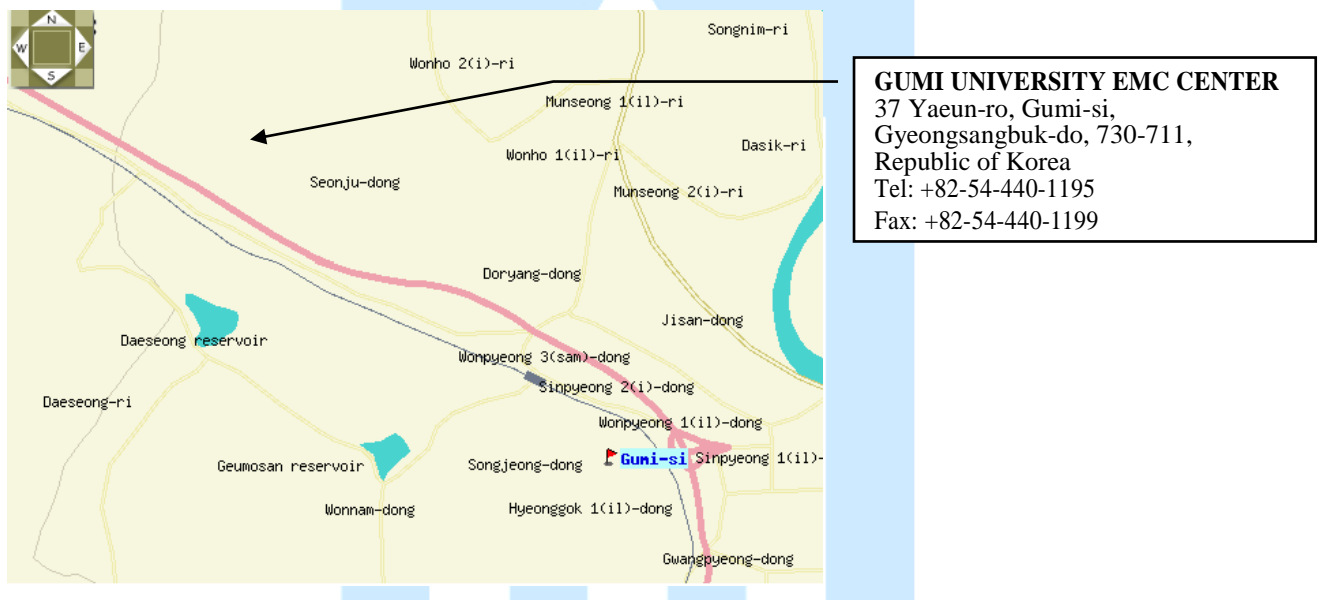 N
W
E
S
Songnim-ri
Wonho 2(i)-ri
Munseong 1(il)-ri
Wonho 1(il)-ri
Dasik-ri
Seonju-dong
Munseong 2(i)-ri
Doryang-dong
Jisan-dong
Daeseong reservoir
Wonpyeong 3(sam)-dong
Sinpyeong 2(i)-dong
Daeseong-ri
Wonpyeong 1(il)-dong
Geumosan reservoir
Songjeong-dong
Gumi-si
Sinpyeong 1(il)-
Wonnam-dong
Hyeonggok 1(il)-dong
Gwangpyeong-dong
GUMI UNIVERSITY EMC CENTER
37 Yaeun-ro, Gumi-si,
Gyeongsangbuk-do, 730-711,
Republic of Korea
Tel: +82-54-440-1195
Fax: +82-54-440-1199